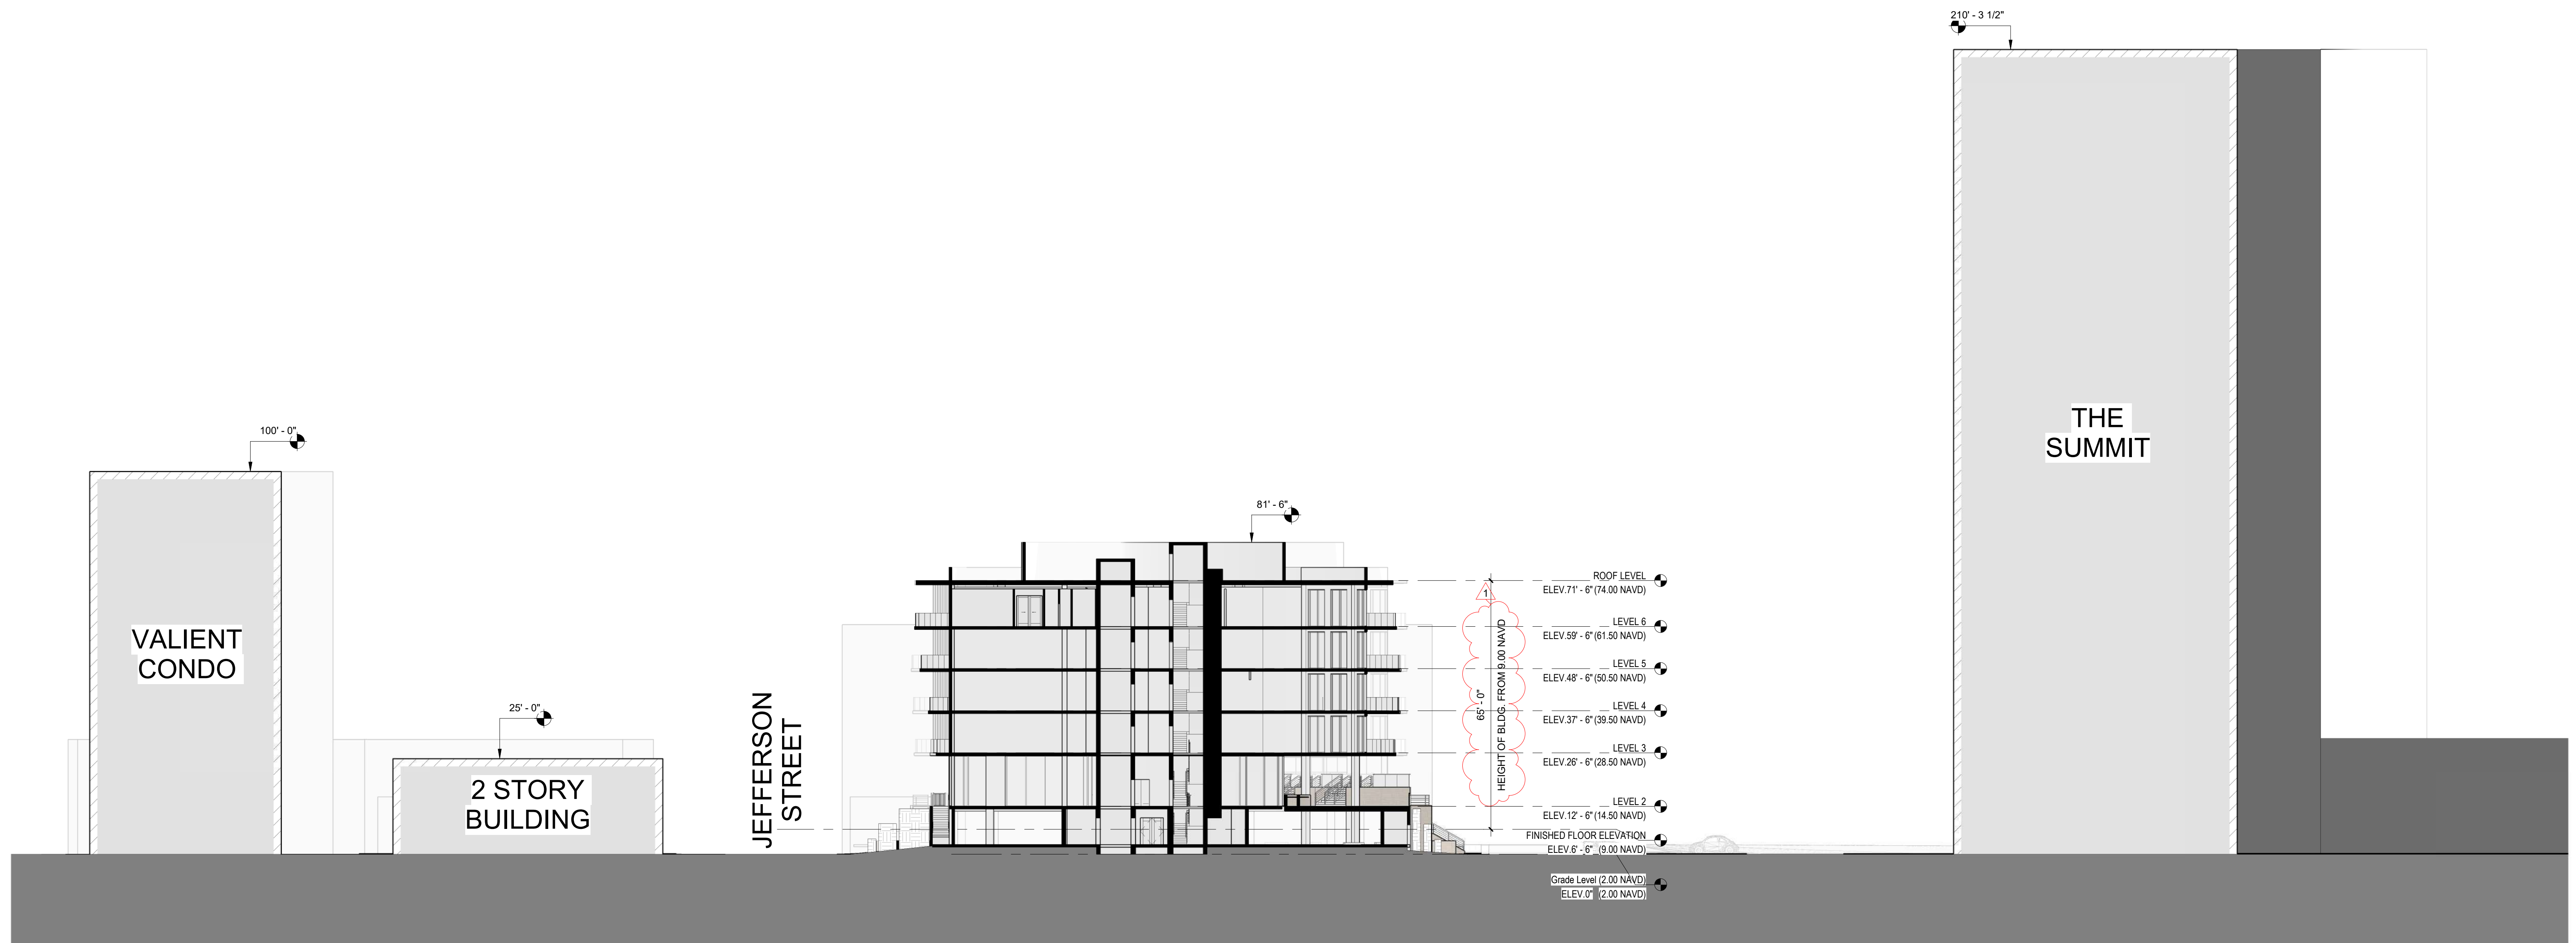 210' - 3 1/2"
THE
SUMMIT
100' - 0"
VALIENT
CONDO
25' - 0"
2 STORY
BUILDING
JEFFERSON
STREET
81' - 6"
ROOF LEVEL
ELEV.71' - 6" (74.00 NAVD)
1
LEVEL 6
ELEV.59' - 6" (61.50 NAVD)
LEVEL 5
ELEV.48' - 6" (50.50 NAVD)
65' - 0"
HEIGHT OF BLDG. FROM 9.00 NAVD
LEVEL 4
ELEV.37' - 6" (39.50 NAVD)
LEVEL 3
ELEV.26' - 6" (28.50 NAVD)
LEVEL 2
ELEV.12' - 6" (14.50 NAVD)
FINISHED FLOOR ELEVATION
ELEV.6' - 6" (9.00 NAVD)
Grade Level (2.00 NAVD)
ELEV.0" (2.00 NAVD)